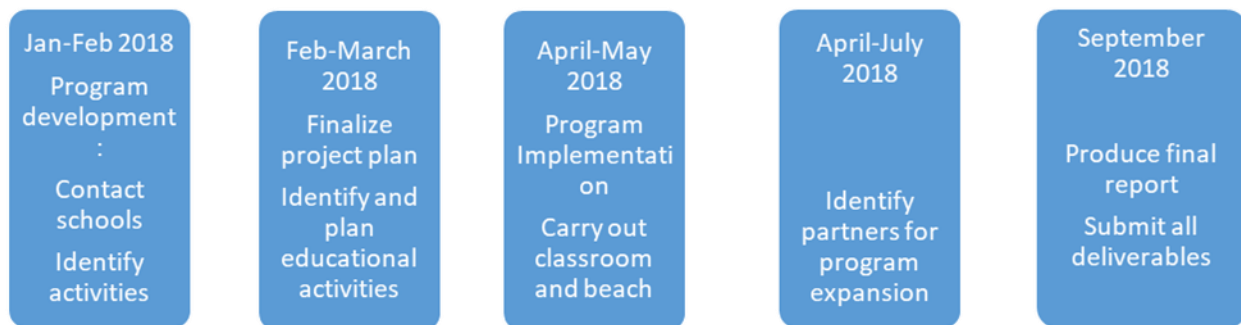 Jan-Feb 2018
Program
development
:
Contact
schools
Identify
activities
Feb-March
2018
Finalize
project plan
Identify and
plan
educational
activities
April-May
2018
Program
Implementati
on
Carry out
classroom
and beach
April-July
2018
Identify
partners for
program
expansion
September
2018
Produce final
report
Submit all
deliverables